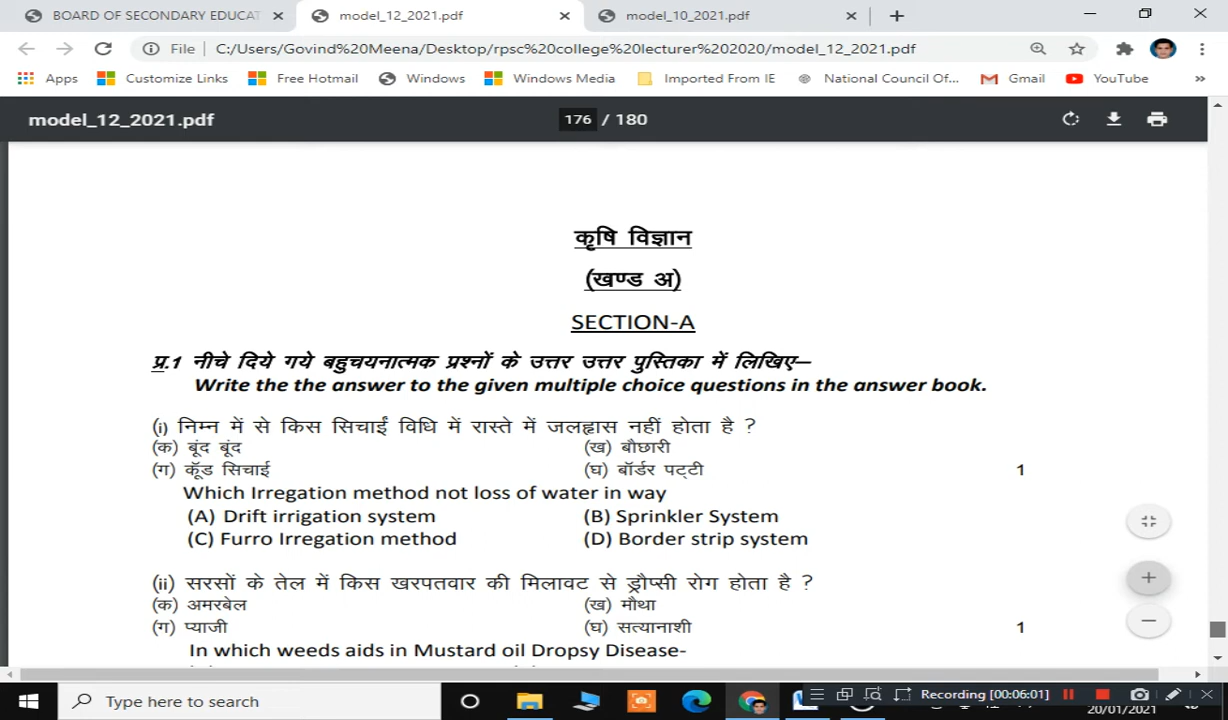 BOARD OF SECONDARY EDUCAT
model_12_2021.pdf
model_10_2021.pdf
File
C:/Users/Govind%20Meena/Desktop/rpsc%20college%20lecturer%202020/model_12_2021.pdf
Apps
Customize Links
Free Hotmail
Windows
Windows Media
Imported From IE
National Council Of...
Gmail
YouTube
»
model_12_2021.pdf
176 / 180
कृषि विज्ञान
(खण्ड अ)
SECTION-A
प्र.1 नीचे दिये गये बहुचयनात्मक प्रश्नों के उत्तर उत्तर पुस्तिका में लिखिए—
Write the the answer to the given multiple choice questions in the answer book.
(i) निम्न में से किस सिचाईं विधि में रास्ते में जलह्रास नहीं होता है ?
(क) बूंद बूंद (ख) बौछारी
(ग) कूँड सिचाई (घ) बॉर्डर पट्टी 1
Which Irregation method not loss of water in way
(A) Drift irrigation system (B) Sprinkler System
(C) Furro Irregation method (D) Border strip system
(ii) सरसों के तेल में किस खरपतवार की मिलावट से ड्रौप्सी रोग होता है ?
(क) अमरबेल (ख) मौथा
(ग) प्याजी (घ) सत्यानाशी 1
In which weeds aids in Mustard oil Dropsy Disease-
Type here to search
Recording [00:06:01]
20/01/2021